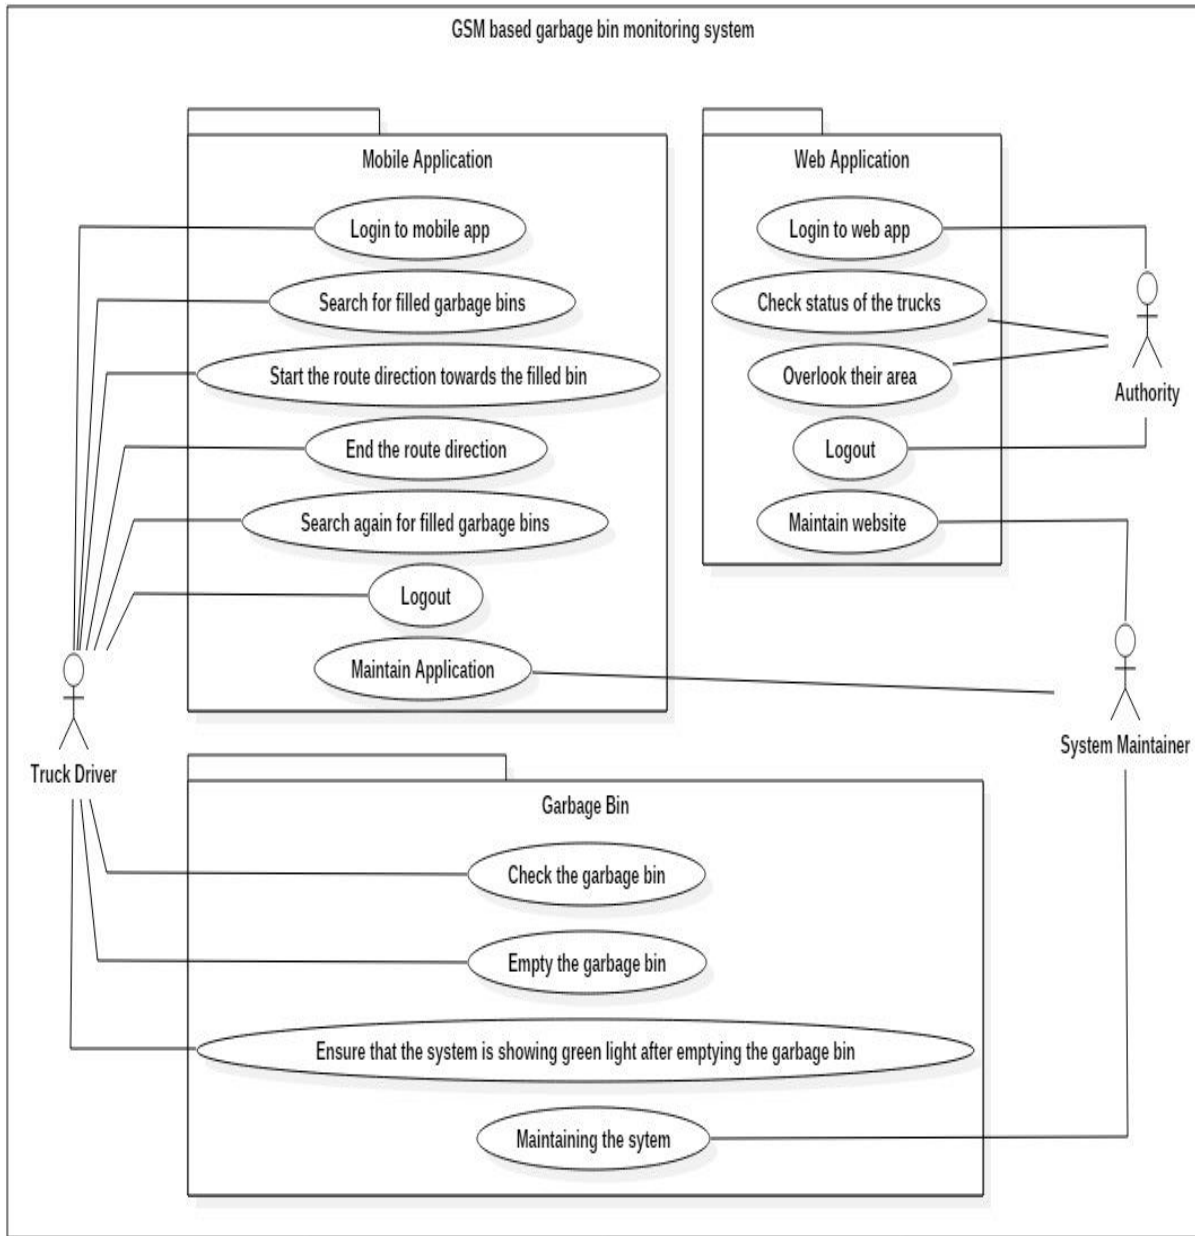 GSM based garbage bin monitoring system
Mobile Application
Login to mobile app
Search for filled garbage bins
Start the route direction towards the filled bin
End the route direction
Search again for filled garbage bins
Logout
Maintain Application
Web Application
Login to web app
Check status of the trucks
Overlook their area
Logout
Maintain website
Authority
System Maintainer
Truck Driver
Garbage Bin
Check the garbage bin
Empty the garbage bin
Ensure that the system is showing green light after emptying the garbage bin
Maintaining the sytem